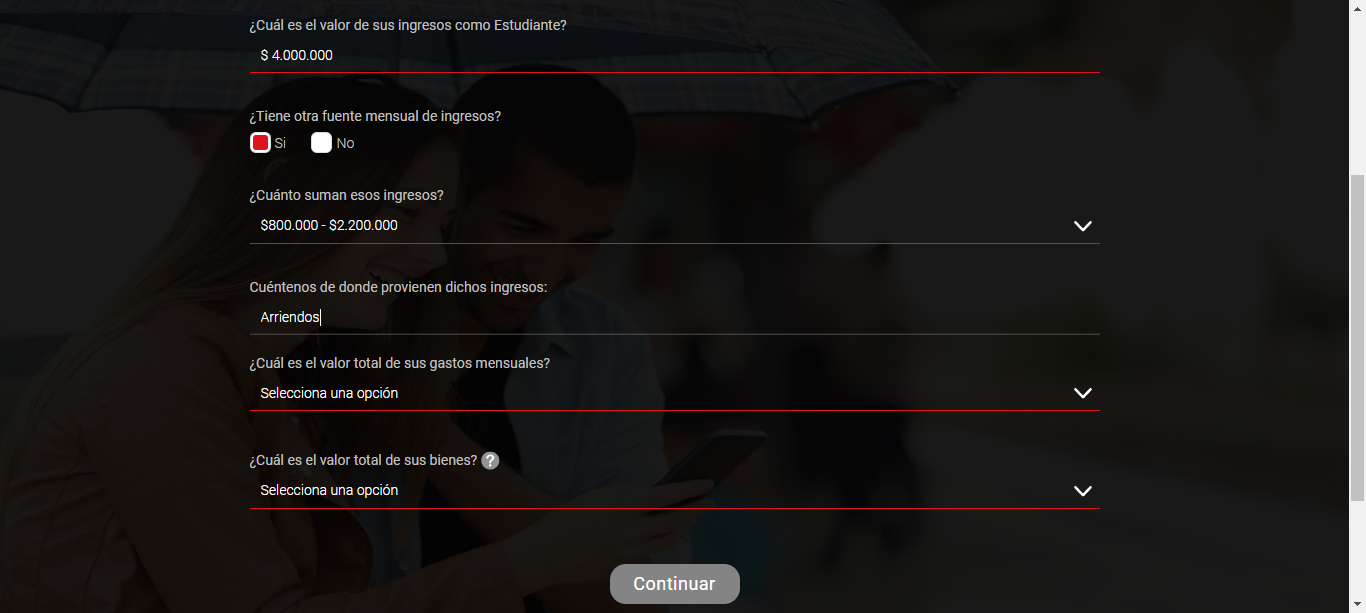 ¿Cuál es el valor de sus ingresos como Estudiante?
$ 4.000.000
¿Tiene otra fuente mensual de ingresos?
Si No
¿Cuánto suman esos ingresos?
$800.000 - $2.200.000
Cuéntenos de donde provienen dichos ingresos:
Arriendos
¿Cuál es el valor total de sus gastos mensuales?
Selecciona una opción
¿Cuál es el valor total de sus bienes? ?
Selecciona una opción
Continuar